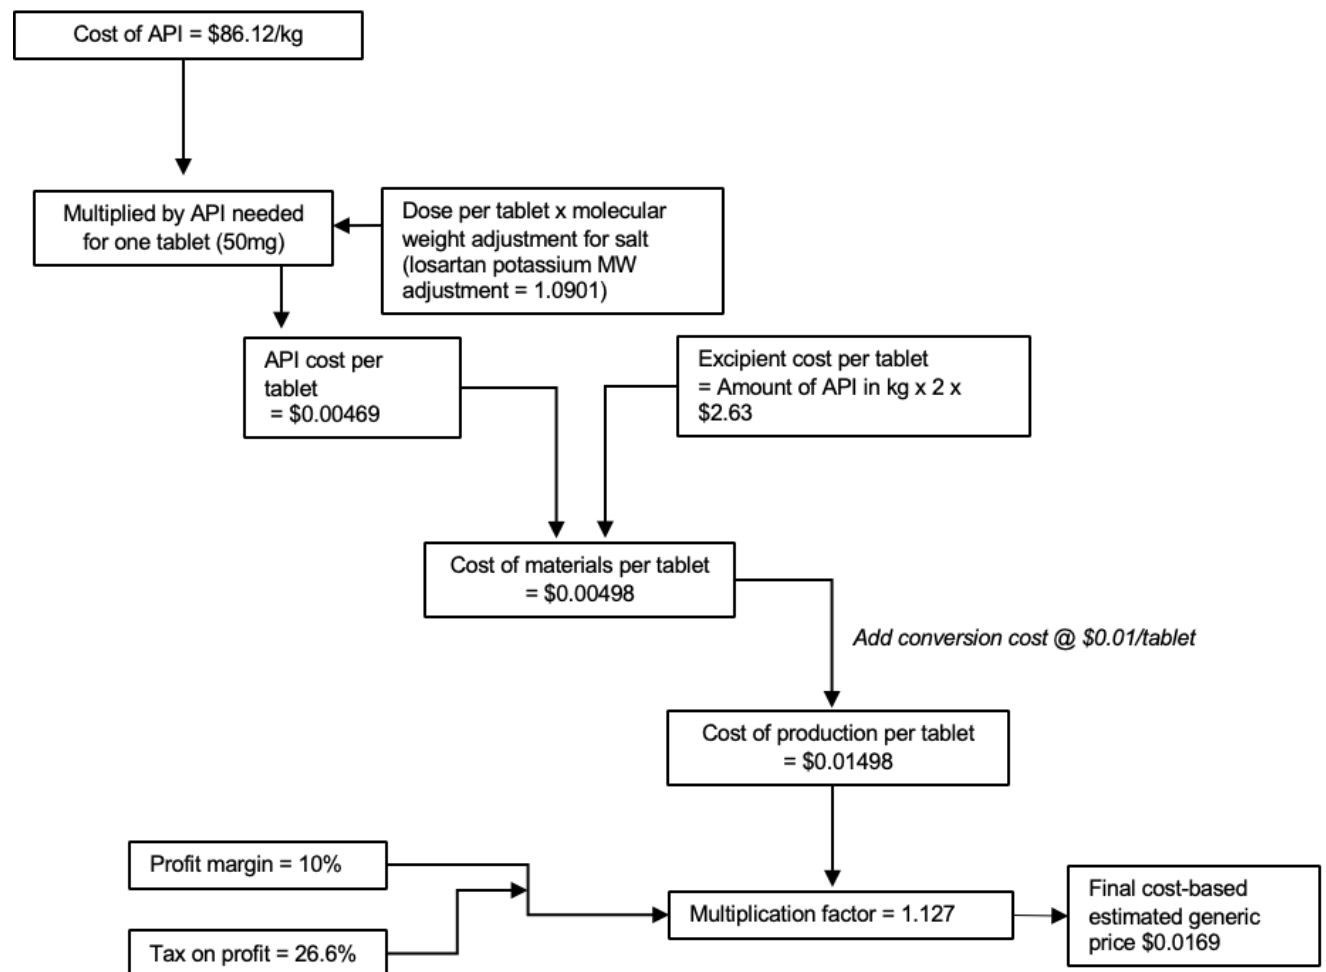 Cost of API = $86.12/kg
Multiplied by API needed
for one tablet (50mg)
Dose per tablet x molecular
weight adjustment for salt
(losartan potassium MW
adjustment = 1.0901)
API cost per
tablet
= $0.00469
Excipient cost per tablet
= Amount of API in kg x 2 x
$2.63
Cost of materials per tablet
= $0.00498
Add conversion cost @ $0.01/tablet
Cost of production per tablet
= $0.01498
Profit margin = 10%
Tax on profit = 26.6%
Multiplication factor = 1.127
Final cost-based
estimated generic
price $0.0169